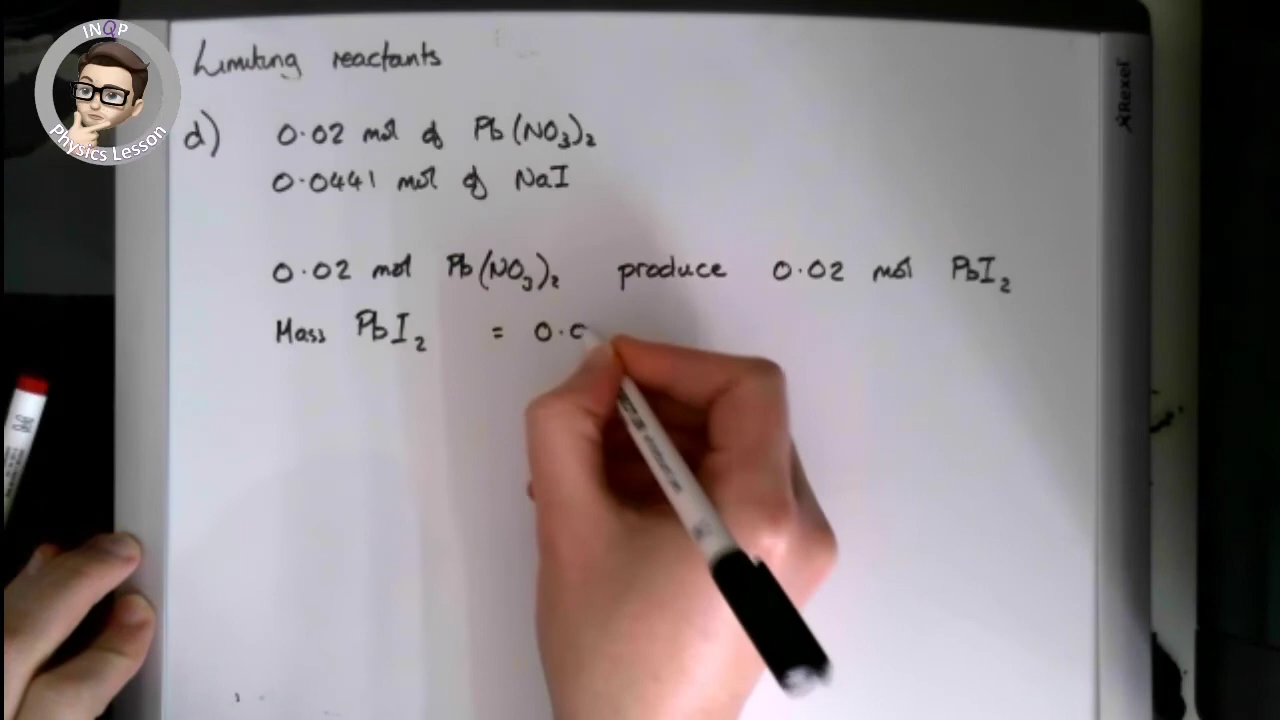 INQP
Physics Lesson
Limiting reactants
d) 0.02 mol of Pb(NO₃)₂
0.0441 mol of NaI
0.02 mol Pb(NO₃)₂ produce 0.02 mol PbI₂
Mass PbI₂ = 0.0
Rexel